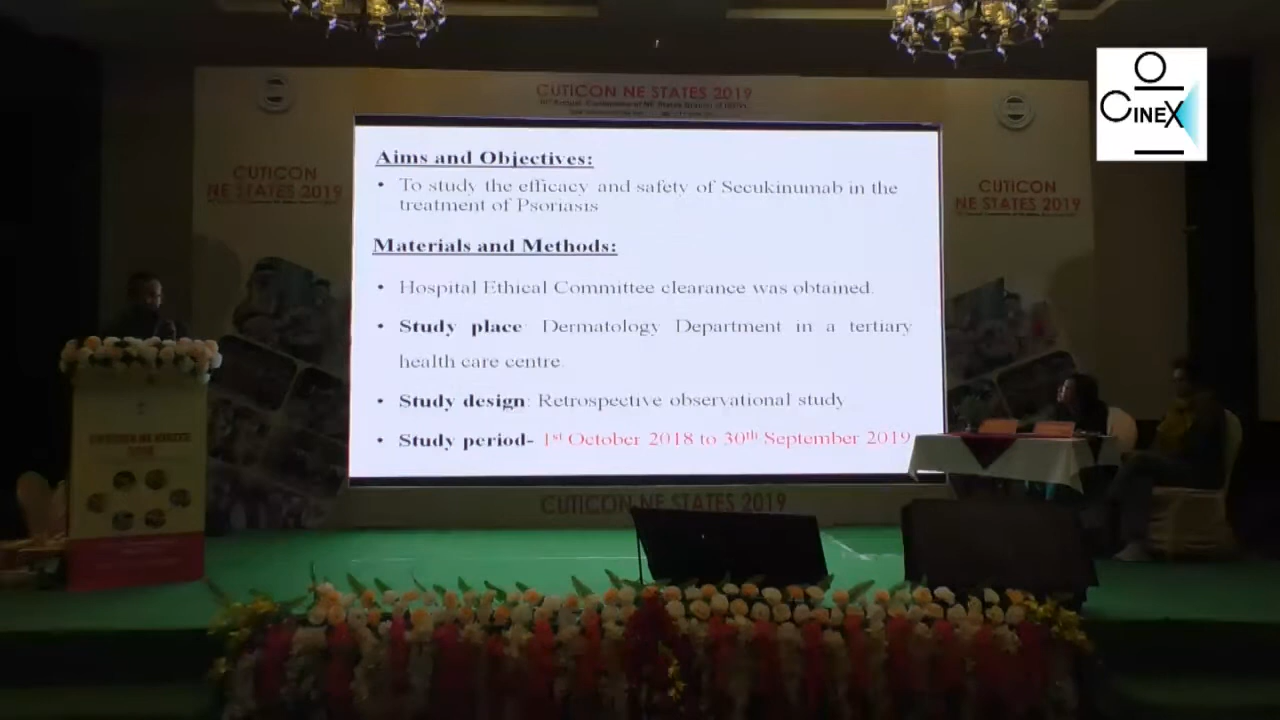 CUTICON NE STATES 2019
CINEX
CUTICON
NE STATES 2019
CUTICON
NE STATES 2019
Aims and Objectives:
• To study the efficacy and safety of Secukinumab in the
treatment of Psoriasis
Materials and Methods:
• Hospital Ethical Committee clearance was obtained.
• Study place: Dermatology Department in a tertiary
health care centre.
• Study design: Retrospective observational study
• Study period- 1st October 2018 to 30th September 2019
CUTICON NE STATES 2019